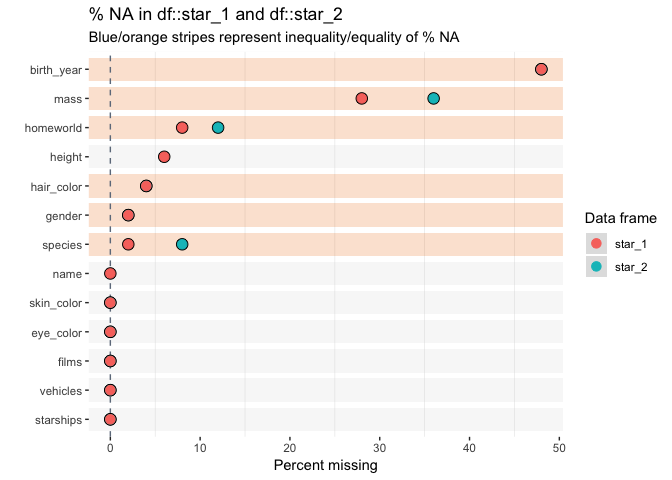 % NA in df::star_1 and df::star_2
Blue/orange stripes represent inequality/equality of % NA
birth_year
mass
homeworld
height
hair_color
gender
species
name
skin_color
eye_color
films
vehicles
starships
0 10 20 30 40 50
Percent missing
Data frame
star_1
star_2